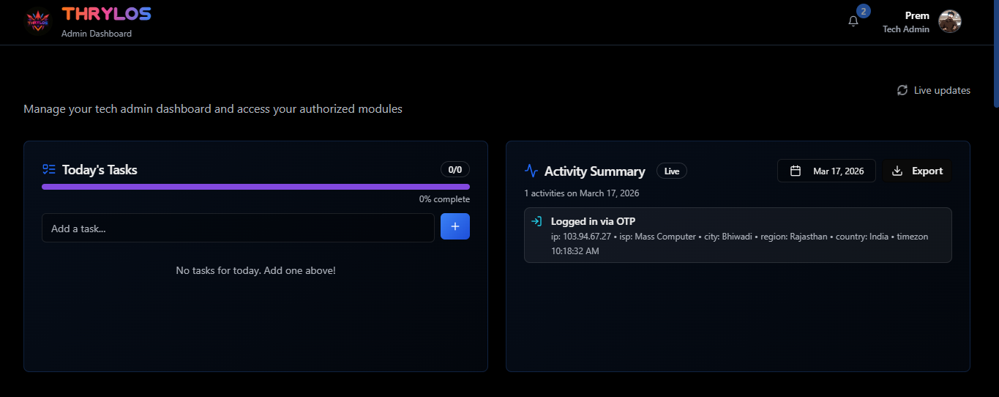 THRYLOS
THRYLOS
Admin Dashboard
2
Prem
Tech Admin
Live updates
Manage your tech admin dashboard and access your authorized modules
Today's Tasks
0/0
0% complete
Add a task...
+
No tasks for today. Add one above!
Activity Summary
Live
Mar 17, 2026
Export
1 activities on March 17, 2026
Logged in via OTP
ip: 103.94.67.27 • isp: Mass Computer • city: Bhiwadi • region: Rajasthan • country: India • timezon
10:18:32 AM